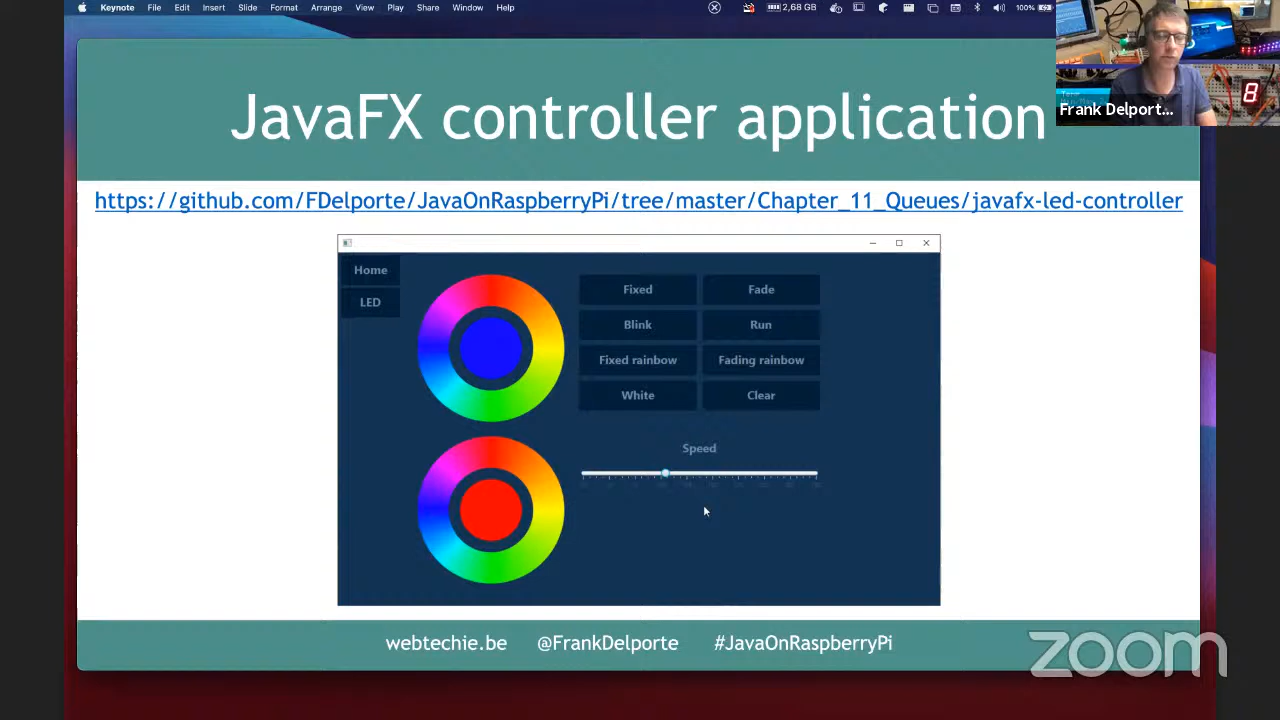 Keynote File Edit Insert Slide Format Arrange View Play Share Window Help 2,68 GB 100%
Frank Delport...
JavaFX controller application
https://github.com/FDelporte/JavaOnRaspberryPi/tree/master/Chapter_11_Queues/javafx-led-controller
Home
LED
Fixed Fade
Blink Run
Fixed rainbow Fading rainbow
White Clear
Speed
webtechie.be @FrankDelporte #JavaOnRaspberryPi
zoom